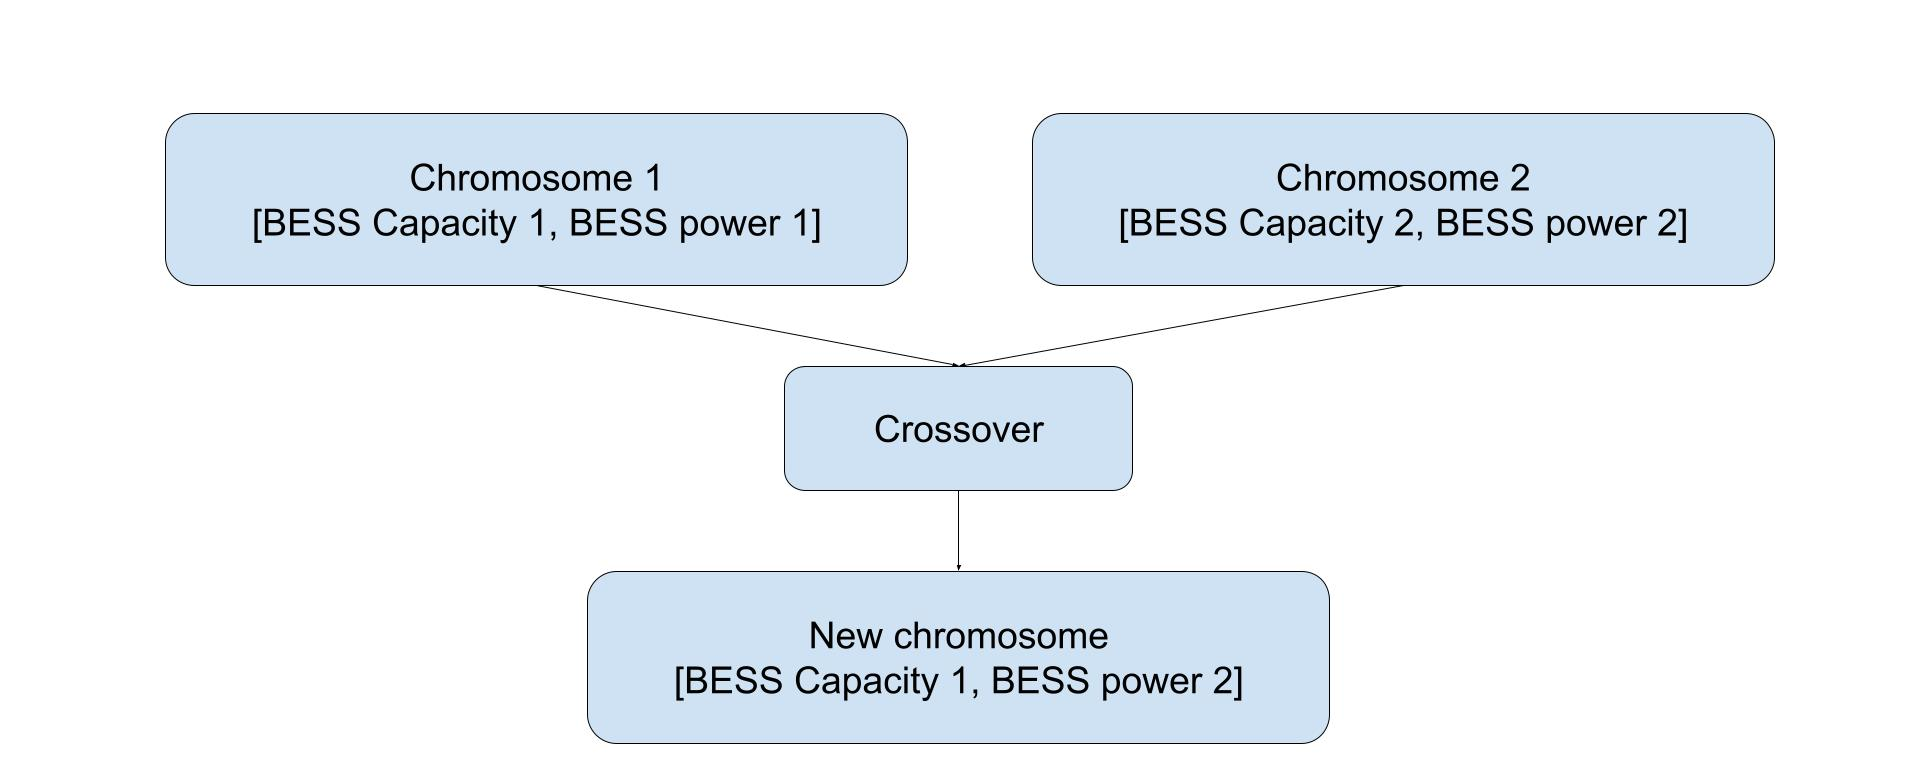 Chromosome 1
[BESS Capacity 1, BESS power 1]
Chromosome 2
[BESS Capacity 2, BESS power 2]
Crossover
New chromosome
[BESS Capacity 1, BESS power 2]